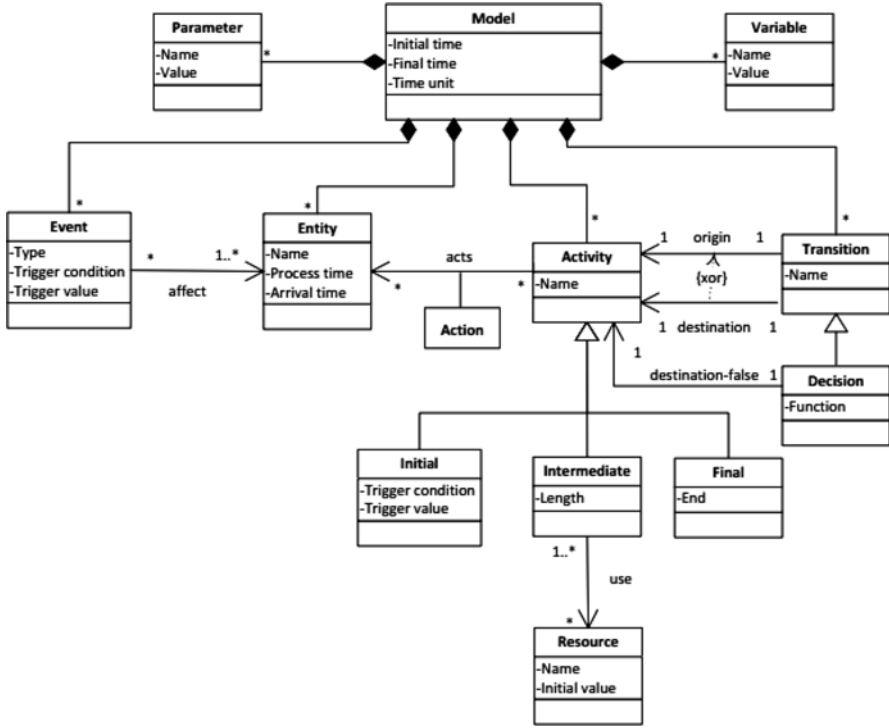 Parameter
-Name
-Value
*
Model
-Initial time
-Final time
-Time unit
*
Variable
-Name
-Value
*
*
*
*
Event
-Type
-Trigger condition
-Trigger value
*
1..*
affect
Entity
-Name
-Process time
-Arrival time
acts
*
*
Action
Activity
-Name
1
origin
1
{xor}
1
destination
1
Transition
-Name
1
destination-false
1
Decision
-Function
Initial
-Trigger condition
-Trigger value
Intermediate
-Length
Final
-End
1..*
use
*
Resource
-Name
-Initial value